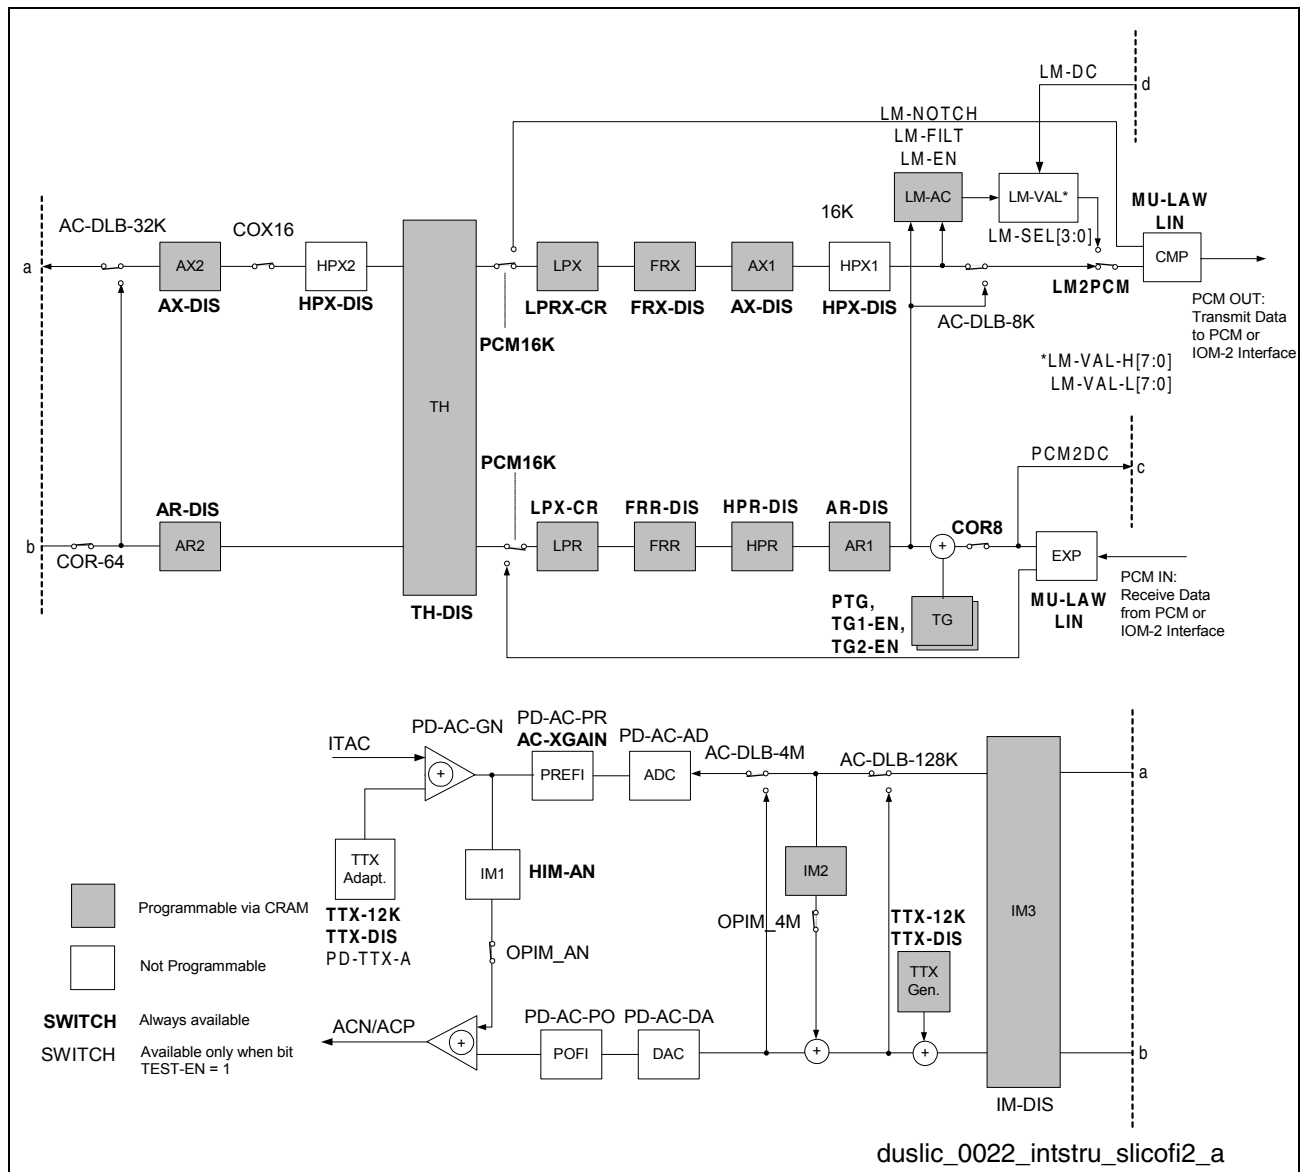 LM-DC
d
LM-NOTCH
LM-FILT
LM-EN
LM-AC
LM-VAL*
MU-LAW
LIN
AC-DLB-32K
COX16
16K
LM-SEL[3:0]
a
AX2
HPX2
LPX
FRX
AX1
HPX1
CMP
AX-DIS
HPX-DIS
LPRX-CR
FRX-DIS
AX-DIS
HPX-DIS
LM2PCM
AC-DLB-8K
PCM OUT:
Transmit Data
to PCM or
IOM-2 Interface
PCM16K
*LM-VAL-H[7:0]
LM-VAL-L[7:0]
TH
PCM16K
PCM2DC
c
AR-DIS
LPX-CR
FRR-DIS
HPR-DIS
AR-DIS
COR8
b
COR-64
AR2
LPR
FRR
HPR
AR1
+
EXP
TH-DIS
PTG,
TG1-EN,
TG2-EN
TG
MU-LAW
LIN
PCM IN:
Receive Data
from PCM or
IOM-2 Interface
PD-AC-GN
PD-AC-PR
AC-XGAIN
PD-AC-AD
AC-DLB-4M
AC-DLB-128K
ITAC
+
PREFI
ADC
a
TTX
Adapt.
IM1
HIM-AN
IM2
IM3
TTX-12K
TTX-DIS
PD-TTX-A
OPIM_AN
OPIM_4M
TTX-12K
TTX-DIS
TTX
Gen.
Programmable via CRAM
Not Programmable
SWITCH Always available
SWITCH Available only when bit
TEST-EN = 1
ACN/ACP
PD-AC-PO
PD-AC-DA
+
POFI
DAC
+
+
b
IM-DIS
duslic_0022_intstru_slicofi2_a